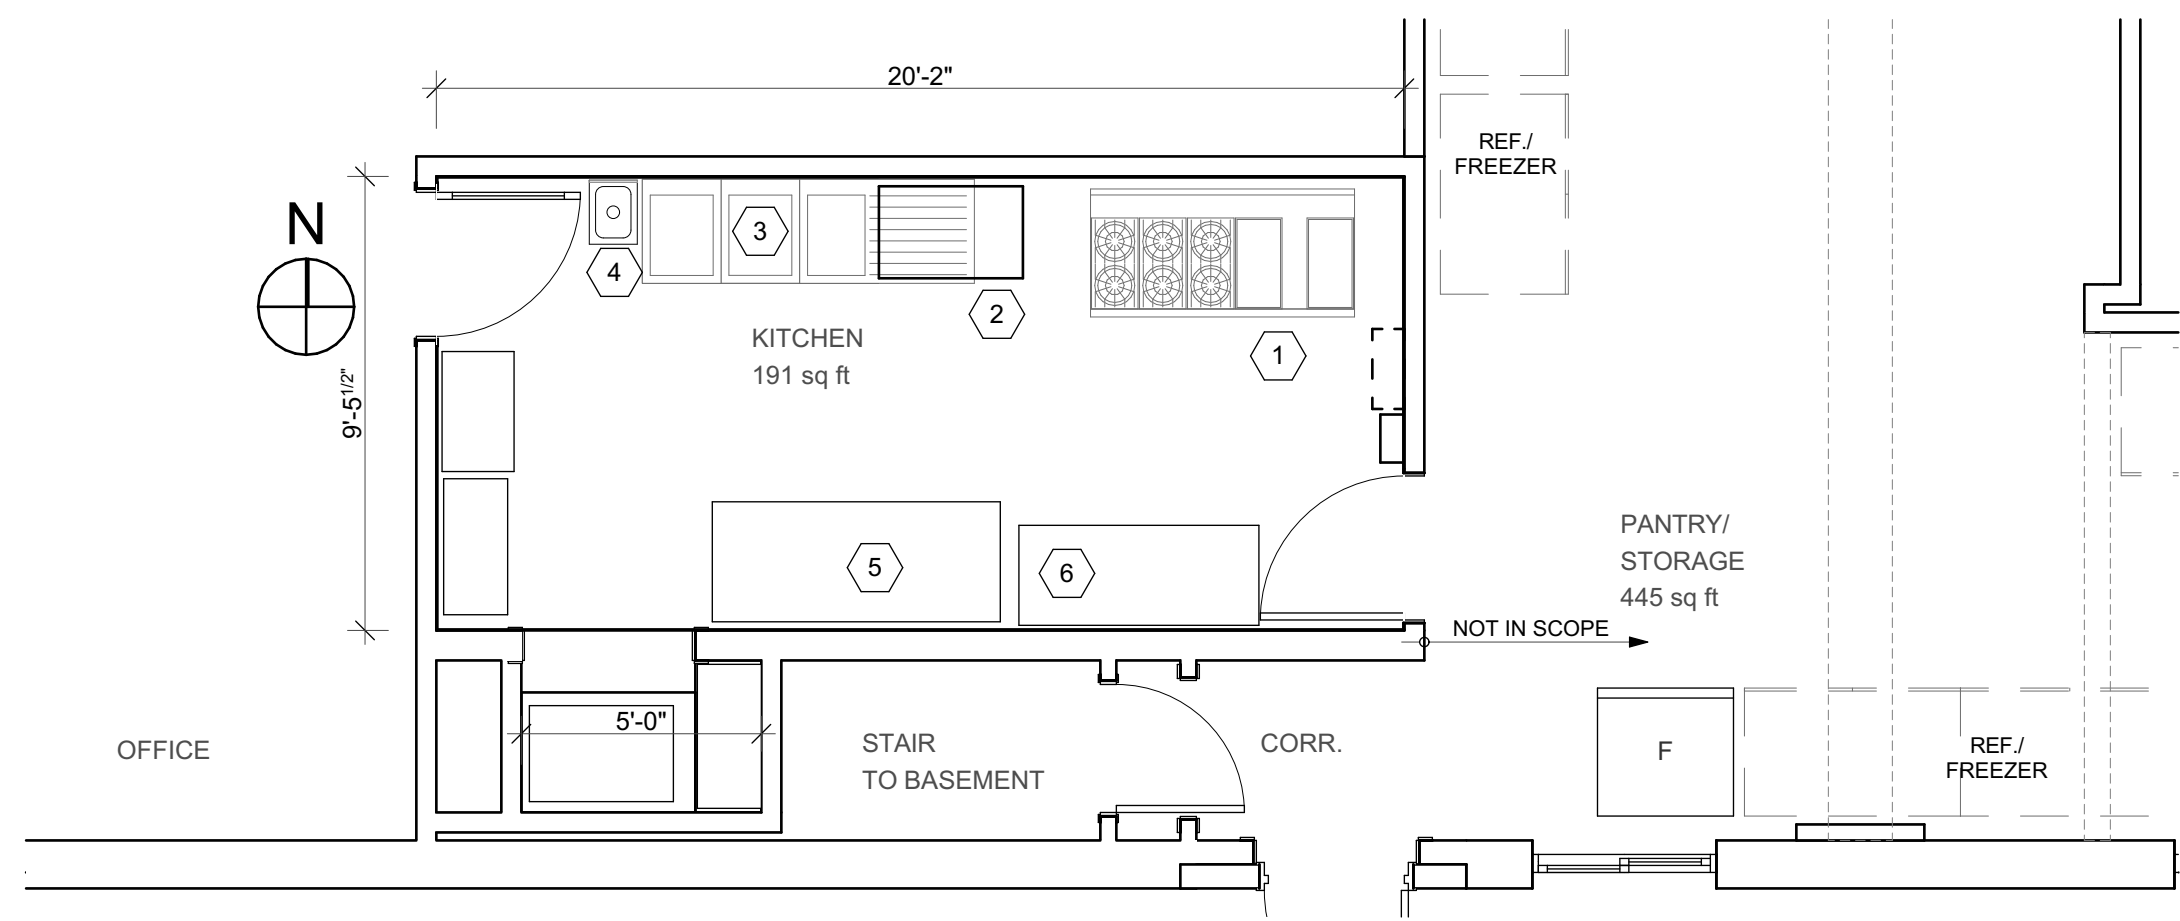 20'-2"
REF./
FREEZER
N
3
4
2
KITCHEN
191 sq ft
1
9'-5 1/2"
PANTRY/
STORAGE
445 sq ft
5
6
NOT IN SCOPE
5'-0"
OFFICE
STAIR
TO BASEMENT
CORR.
F
REF./
FREEZER